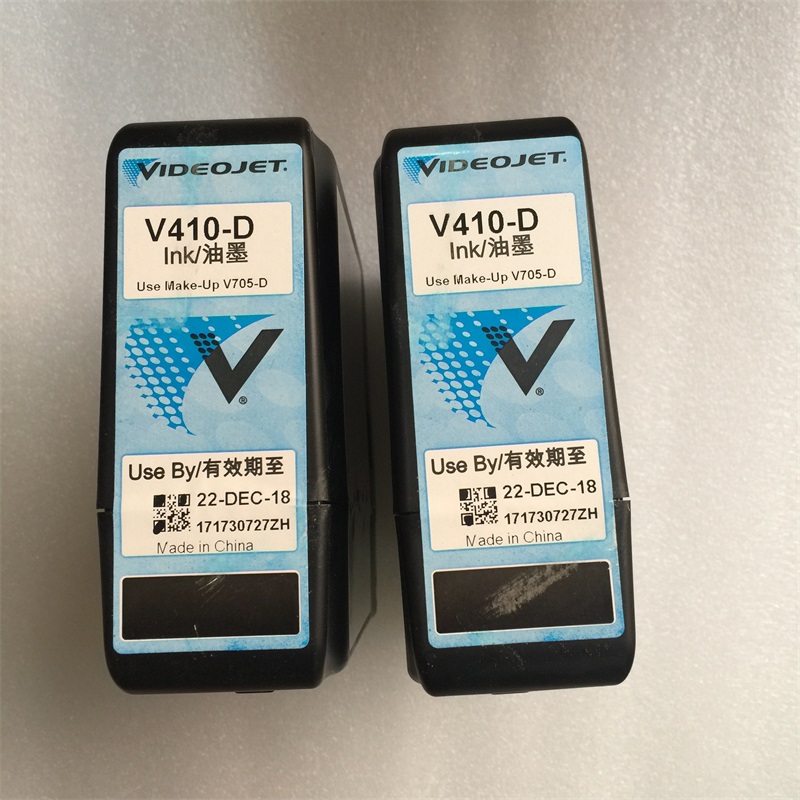 VIDEOJET.
V410-D
Ink/油墨
Use Make-Up V705-D
V®
Use By/有效期至
22-DEC-18
171730727ZH
Made in China
VIDEOJET.
V410-D
Ink/油墨
Use Make-Up V705-D
V®
Use By/有效期至
22-DEC-18
171730727ZH
Made in China